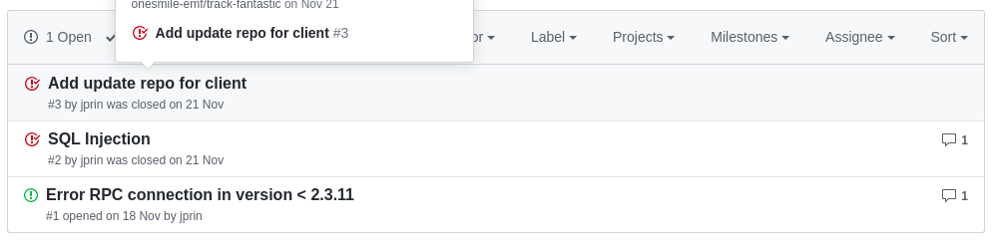 onesmile-emf/track-fantastic on Nov 21
Add update repo for client #3
1 Open
or Label Projects Milestones Assignee Sort
Add update repo for client
#3 by jprin was closed on 21 Nov
SQL Injection 1
#2 by jprin was closed on 21 Nov
Error RPC connection in version < 2.3.11 1
#1 opened on 18 Nov by jprin